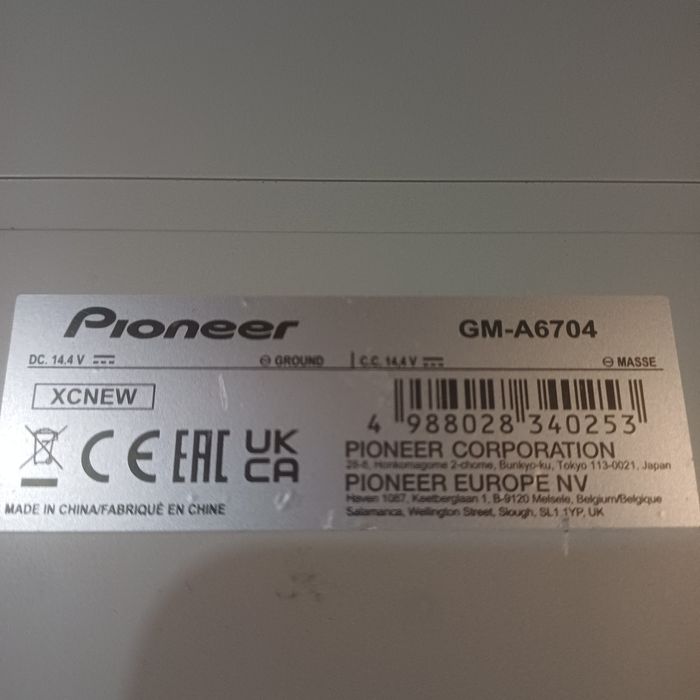 Pioneer
GM-A6704
DC. 14.4 V
⊖ GROUND
C.C. 14.4 V
⊖ MASSE
XCNEW
CE EAC UK CA
4 988028 340253
PIONEER CORPORATION
28-8, Honkomagome 2-chome, Bunkyo-ku, Tokyo 113-0021, Japan
PIONEER EUROPE NV
Haven 1087, Keetberglaan 1, B-9120 Melsele, Belgium/Belgique
Salamanca, Wellington Street, Slough, SL1 1YP, UK
MADE IN CHINA/FABRIQUÉ EN CHINE